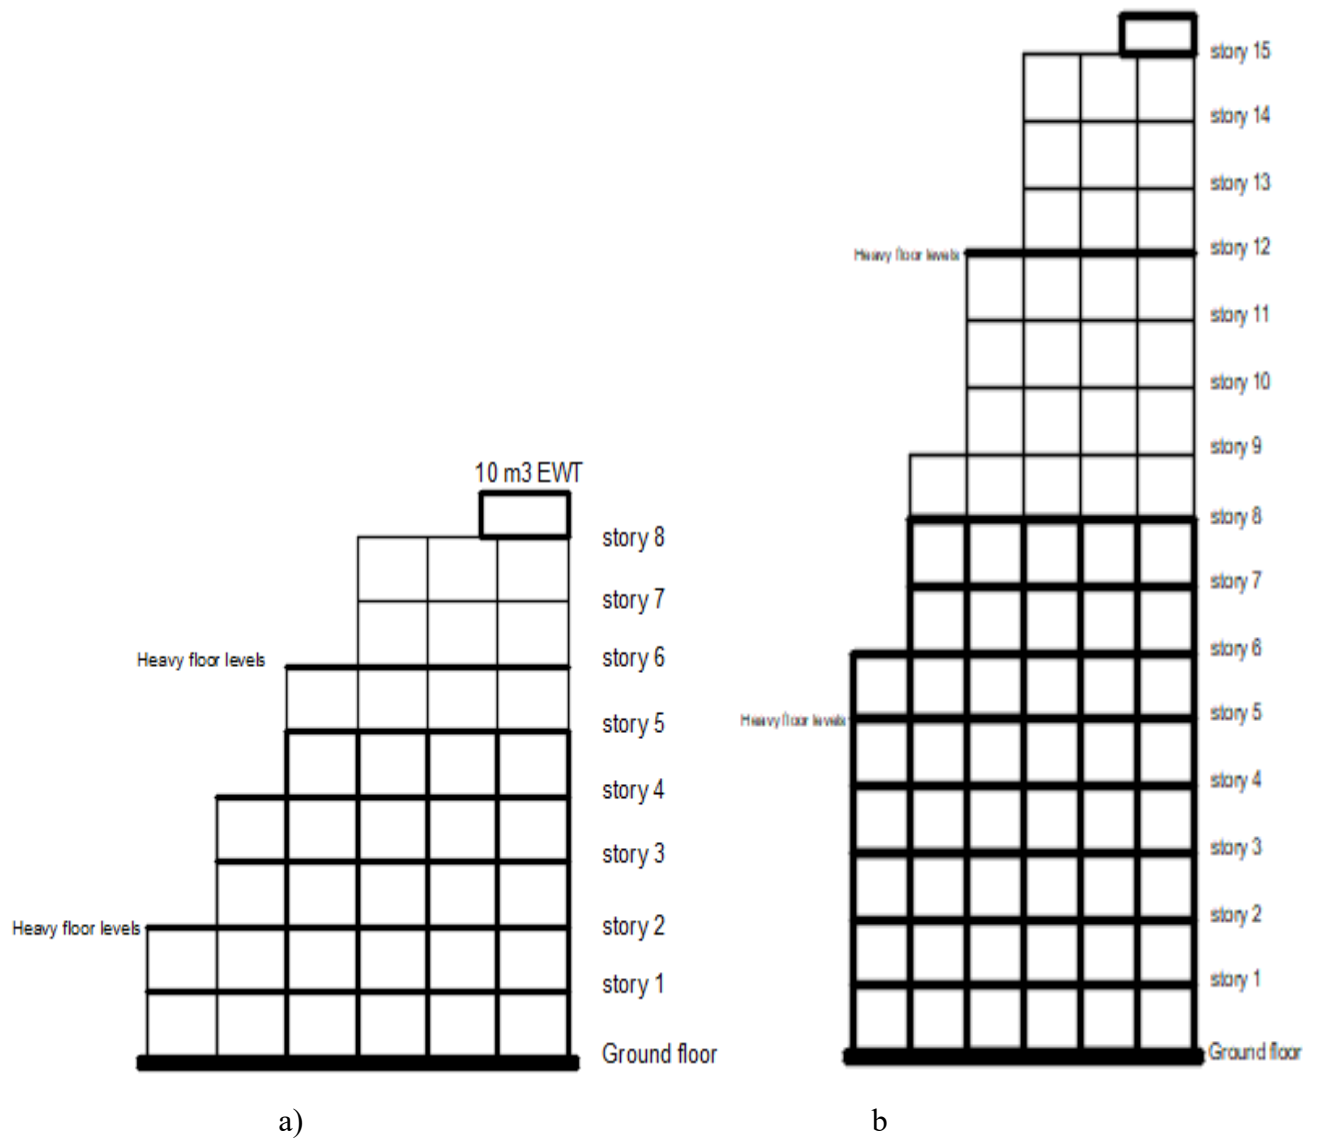 10 m3 EWT
story 8
story 7
Heavy floor levels
story 6
story 5
story 4
story 3
Heavy floor levels
story 2
story 1
Ground floor
a)
story 15
story 14
story 13
Heavy floor levels
story 12
story 11
story 10
story 9
story 8
story 7
story 6
Heavy floor levels
story 5
story 4
story 3
story 2
story 1
Ground floor
b